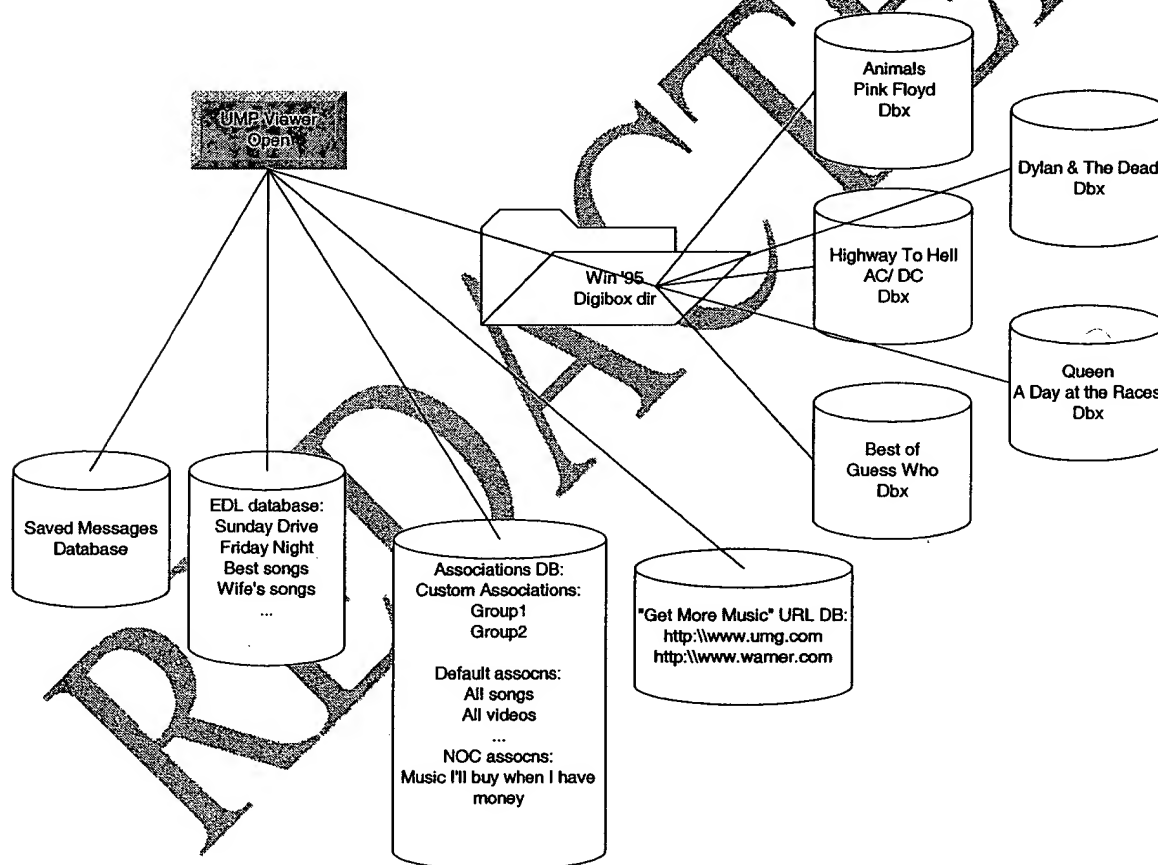 UMP Viewer
Open
Animals
Pink Floyd
Dbx
Dylan & The Dead
Dbx
Highway To Hell
AC/ DC
Dbx
Win '95
Digibox dir
Queen
A Day at the Races
Dbx
Best of
Guess Who
Dbx
Saved Messages
Database
EDL database:
Sunday Drive
Friday Night
Best songs
Wife's songs
...
Associations DB:
Custom Associations:
Group1
Group2
Default assocns:
All songs
All videos
...
NOC assocns:
Music I'll buy when I have
money
"Get More Music" URL DB:
http:\\www.umg.com
http:\\www.warner.com